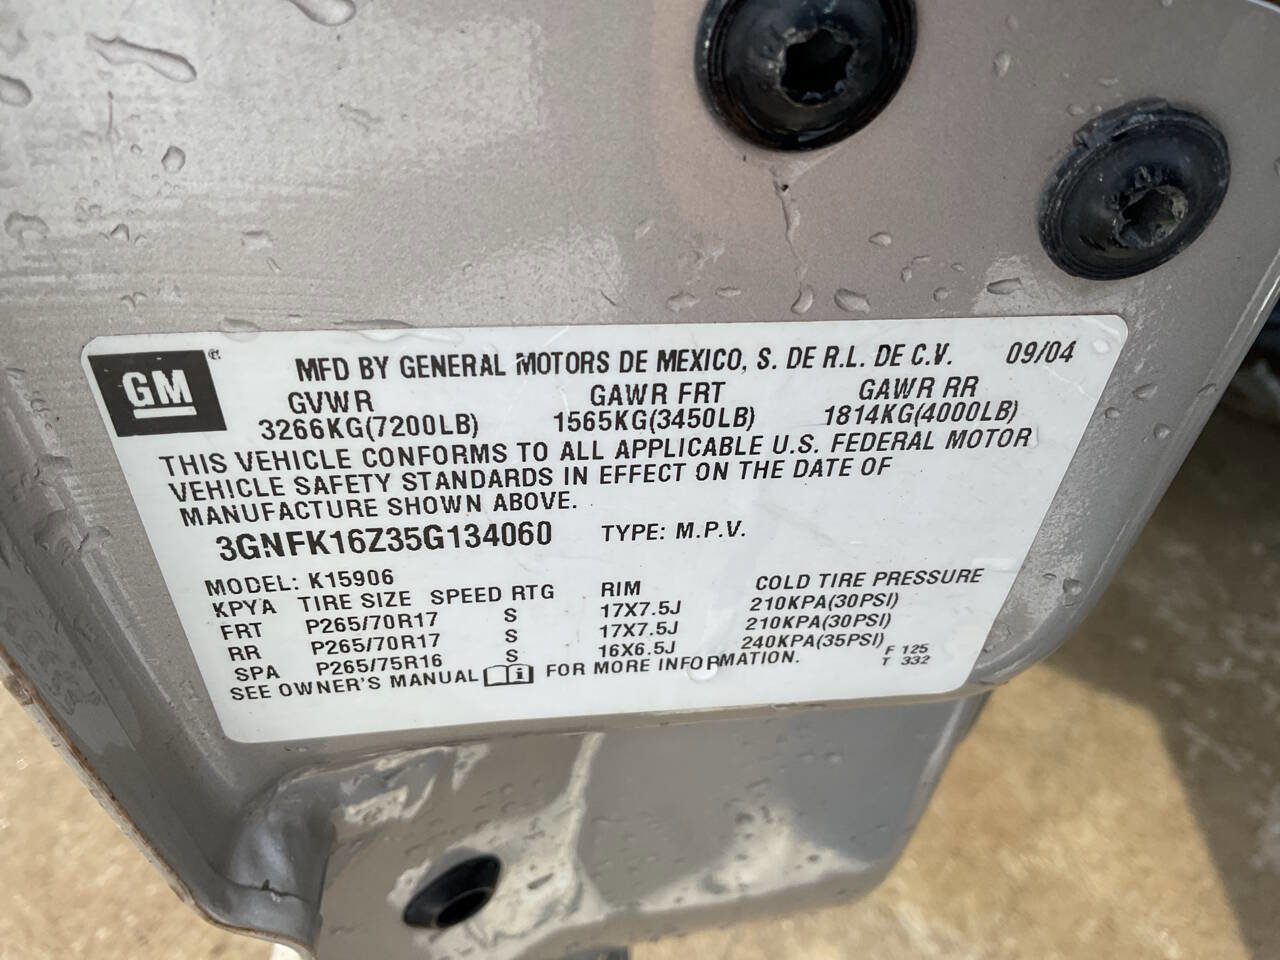 GM
MFD BY GENERAL MOTORS DE MEXICO, S. DE R.L. DE C.V. 09/04
GVWR GAWR FRT GAWR RR
3266KG(7200LB) 1565KG(3450LB) 1814KG(4000LB)
THIS VEHICLE CONFORMS TO ALL APPLICABLE U.S. FEDERAL MOTOR
VEHICLE SAFETY STANDARDS IN EFFECT ON THE DATE OF
MANUFACTURE SHOWN ABOVE.
3GNFK16Z35G134060 TYPE: M.P.V.
MODEL: K15906
KPYA TIRE SIZE SPEED RTG RIM COLD TIRE PRESSURE
FRT P265/70R17 S 17X7.5J 210KPA(30PSI)
RR P265/70R17 S 17X7.5J 210KPA(30PSI)
SPA P265/75R16 S 16X6.5J 240KPA(35PSI) F 125
SEE OWNER'S MANUAL i FOR MORE INFORMATION. T 332